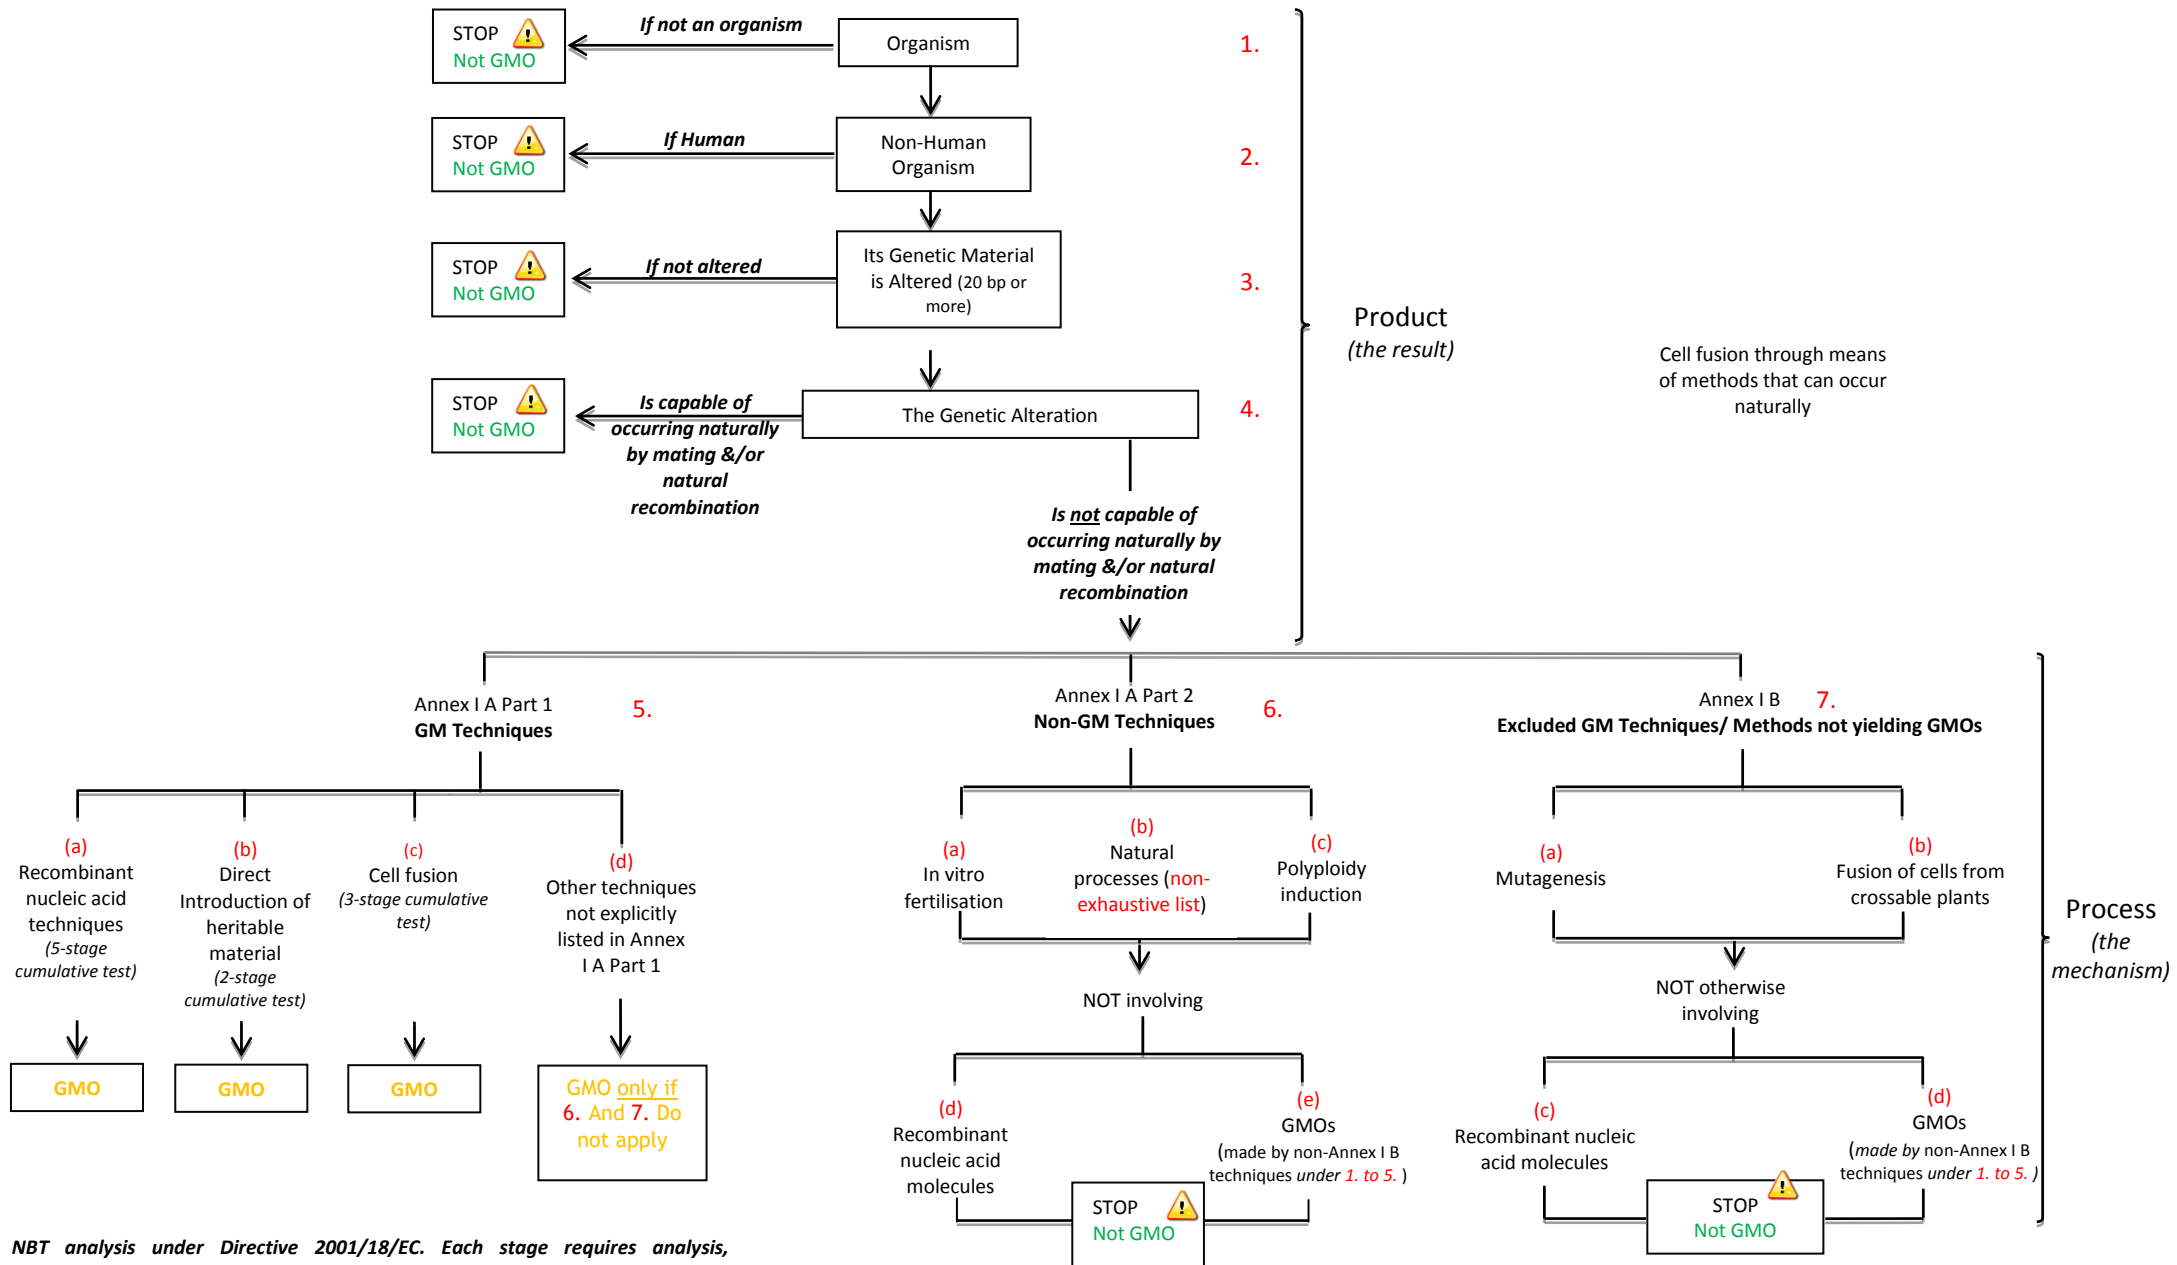 STOP
Not GMO
If not an organism
Organism
1.
STOP
Not GMO
If Human
Non-Human
Organism
2.
STOP
Not GMO
If not altered
Its Genetic Material
is Altered (20 bp or
more)
3.
Product
(the result)
Cell fusion through means
of methods that can occur
naturally
STOP
Not GMO
Is capable of
occurring naturally
by mating &/or
natural
recombination
The Genetic Alteration
4.
Is not capable of
occurring naturally by
mating &/or natural
recombination
Annex I A Part 1
GM Techniques
5.
Annex I A Part 2
Non-GM Techniques
6.
Annex I B
7.
Excluded GM Techniques/ Methods not yielding GMOs
(a)
Recombinant
nucleic acid
techniques
(5-stage
cumulative test)
(b)
Direct
Introduction of
heritable
material
(2-stage
cumulative test)
(c)
Cell fusion
(3-stage cumulative
test)
(d)
Other techniques
not explicitly
listed in Annex
I A Part 1
(a)
In vitro
fertilisation
(b)
Natural
processes (non-
exhaustive list)
(c)
Polyploidy
induction
(a)
Mutagenesis
(b)
Fusion of cells from
crossable plants
Process
(the
mechanism)
GMO
GMO
GMO
GMO only if
6. And 7. Do
not apply
NOT involving
(d)
Recombinant
nucleic acid
molecules
(e)
GMOs
(made by non-Annex I B
techniques under 1. to 5. )
STOP
Not GMO
NOT otherwise
involving
(c)
Recombinant nucleic
acid molecules
(d)
GMOs
(made by non-Annex I B
techniques under 1. to 5. )
STOP
Not GMO
NBT analysis under Directive 2001/18/EC. Each stage requires analysis,